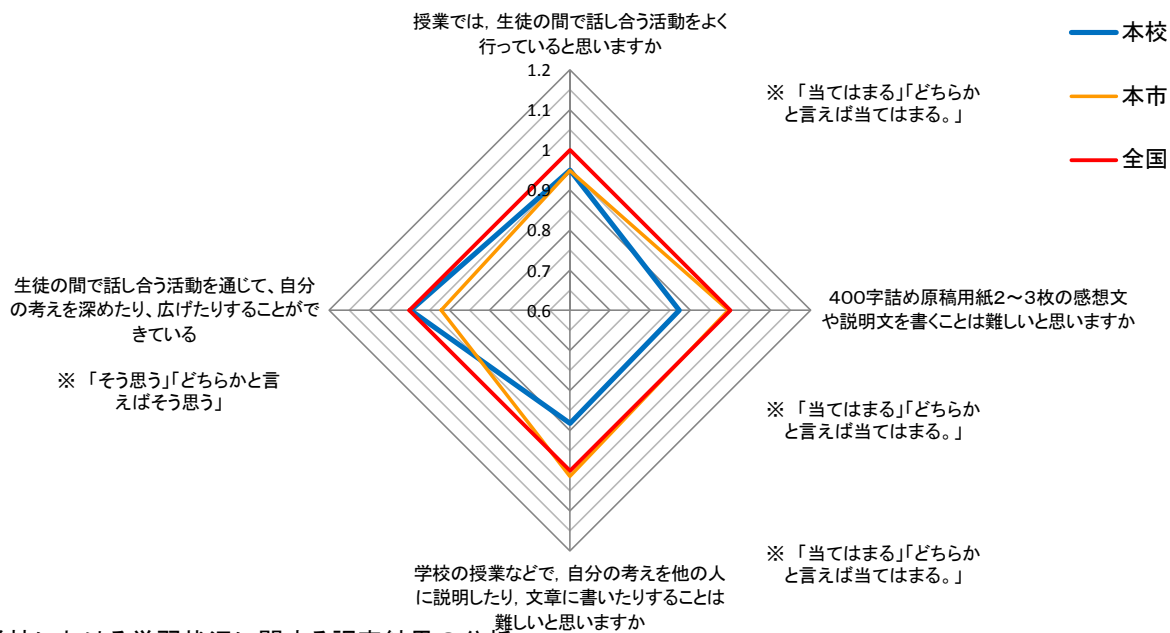 授業では，生徒の間で話し合う活動をよく
行っていると思いますか
本校
本市
全国
※　「当てはまる」「どちらか
と言えば当てはまる。」
1.2
1.1
1
0.9
0.8
0.7
0.6
生徒の間で話し合う活動を通じて、自分
の考えを深めたり、広げたりすることがで
きている
※　「そう思う」「どちらかと言
えばそう思う」
400字詰め原稿用紙2～3枚の感想文
や説明文を書くことは難しいと思いますか
※　「当てはまる」「どちらか
と言えば当てはまる。」
※　「当てはまる」「どちらか
と言えば当てはまる。」
学校の授業などで，自分の考えを他の人
に説明したり，文章に書いたりすることは
難しいと思いますか